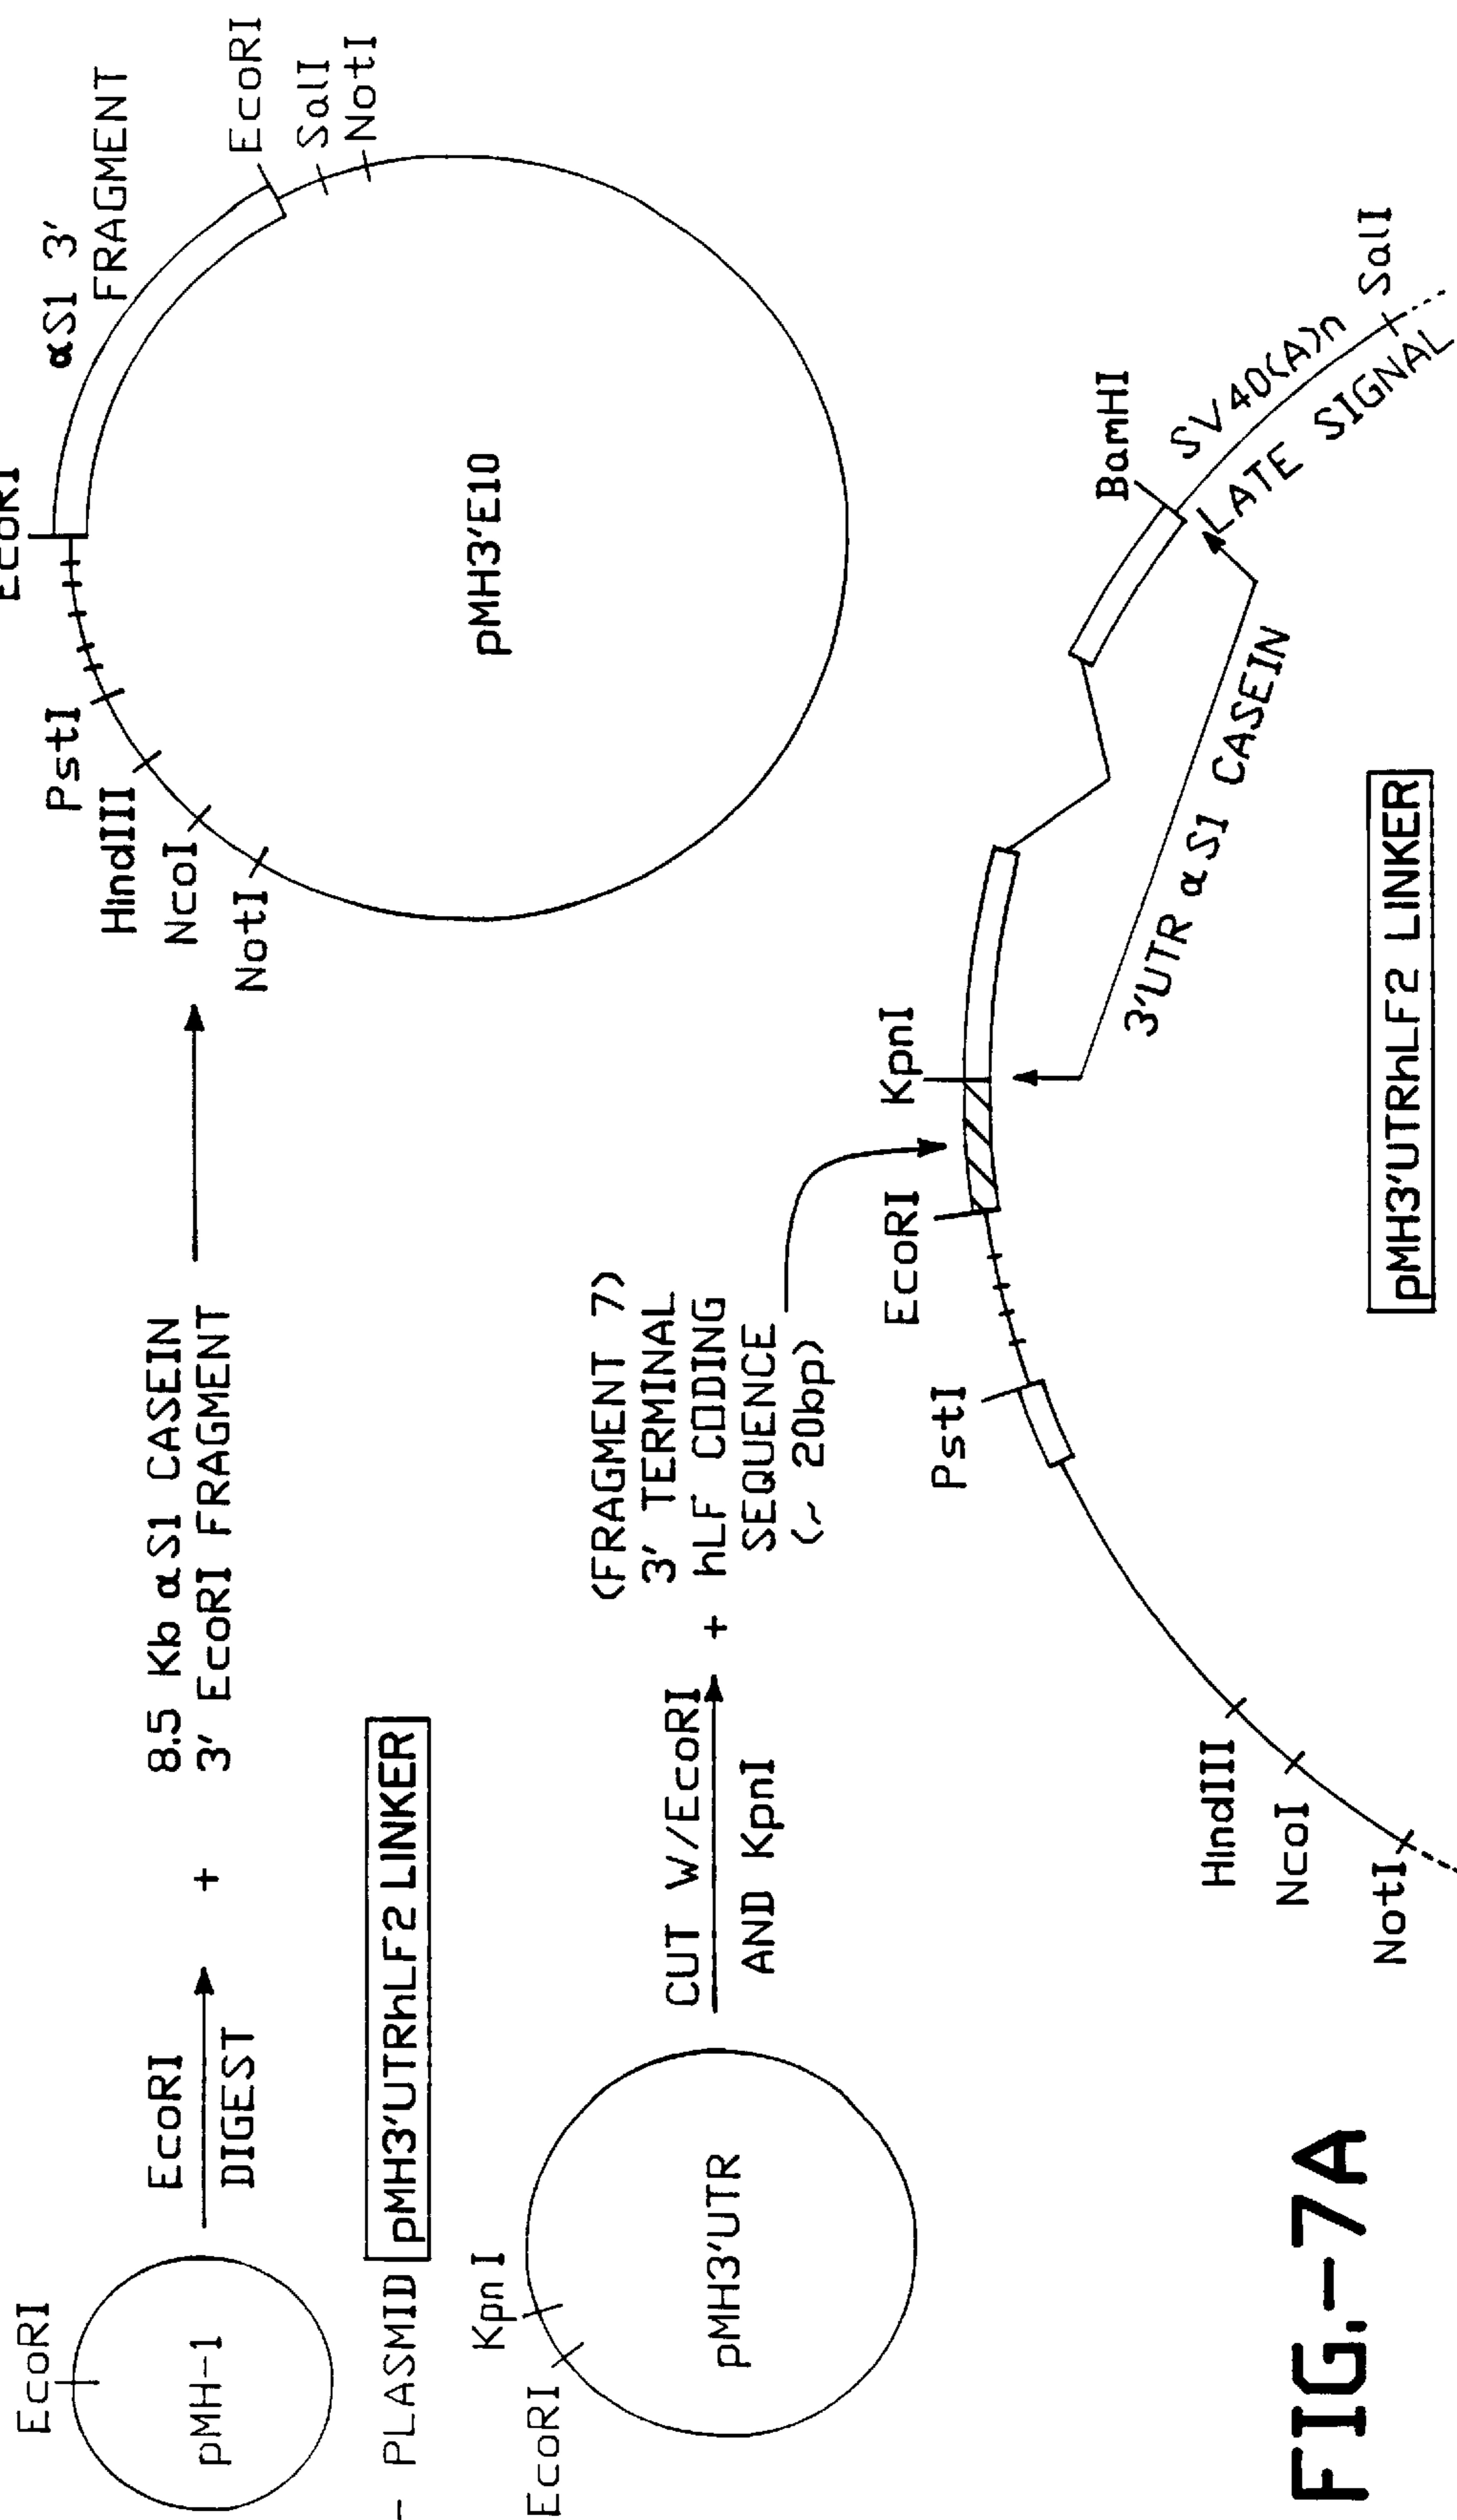 EcoRI
pMH-1
EcoRI
DIGEST
+
8.5 Kb αS1 CASEIN
3' EcoRI FRAGMENT
EcoRI
αS1 3'
FRAGMENT
EcoRI
SalI
NotI
PstI
HindIII
NcoI
NotI
pMH3'E10
- PLASMID pMH3'UTRhLF2 LINKER
KpnI
EcoRI
pMH3'UTR
CUT W/EcoRI
AND KpnI
+
(FRAGMENT 7)
3' TERMINAL
hLF CODING
SEQUENCE
(~ 20bp)
HindIII
NcoI
NotI
PstI
EcoRI
KpnI
BamHI
SV40(A)n
LATE SIGNAL
SalI
3'UTR αS1 CASEIN
pMH3'UTRhLF2 LINKER
FIG.-7A